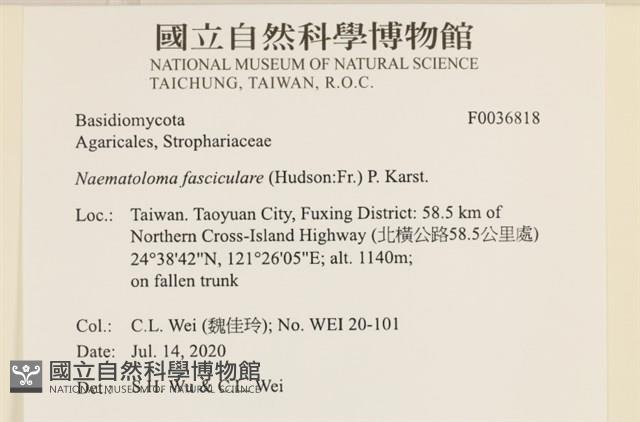 國立自然科學博物館
NATIONAL MUSEUM OF NATURAL SCIENCE
TAICHUNG, TAIWAN, R.O.C.
Basidiomycota F0036818
Agaricales, Strophariaceae
Naematoloma fasciculare (Hudson:Fr.) P. Karst.
Loc.: Taiwan. Taoyuan City, Fuxing District: 58.5 km of
Northern Cross-Island Highway (北橫公路58.5公里處)
24°38'42"N, 121°26'05"E; alt. 1140m;
on fallen trunk
Col.: C.L. Wei (魏佳玲); No. WEI 20-101
Date: Jul. 14, 2020
國立自然科學博物館
NATIONAL MUSEUM OF NATURAL SCIENCE
Det.: S.H. Wu & C.L. Wei